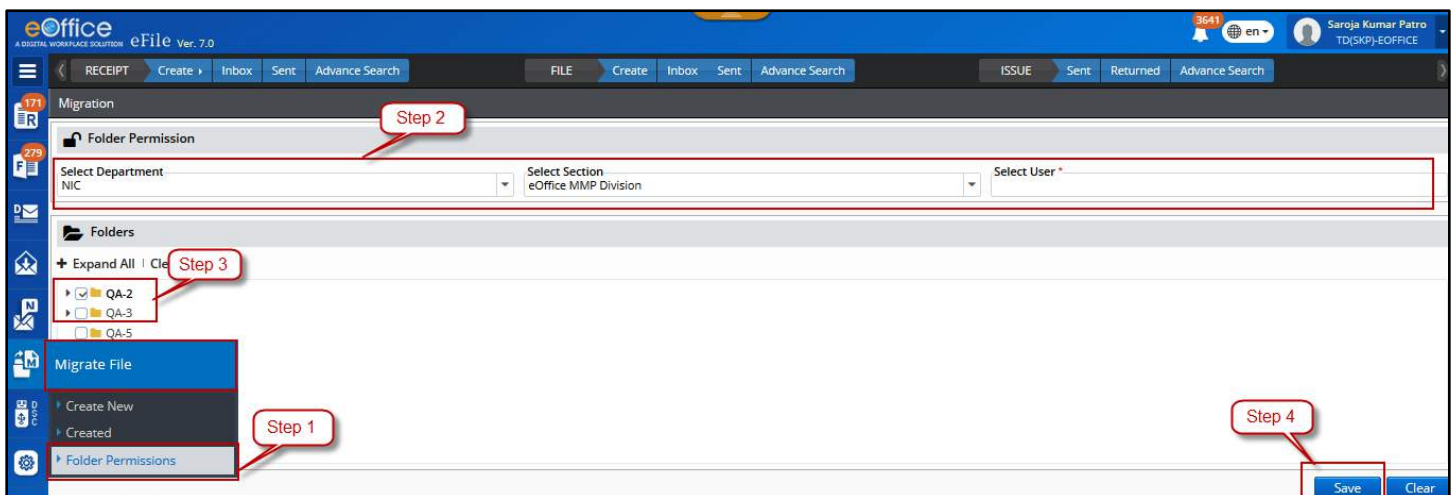 eOffice
A DIGITAL WORKPLACE SOLUTION eFile Ver. 7.0
3641 en
Saroja Kumar Patro
TD(SKP)-EOFFICE
RECEIPT Create Inbox Sent Advance Search FILE Create Inbox Sent Advance Search ISSUE Sent Returned Advance Search
171
R
Migration
Step 2
Folder Permission
279
F
Select Department Select Section Select User *
NIC eOffice MMP Division
D
Folders
+ Expand All | Cle
Step 3
QA-2
N
QA-3
QA-5
M
Migrate File
DSC
Create New
Created
Step 1
Step 4
Folder Permissions
Save Clear